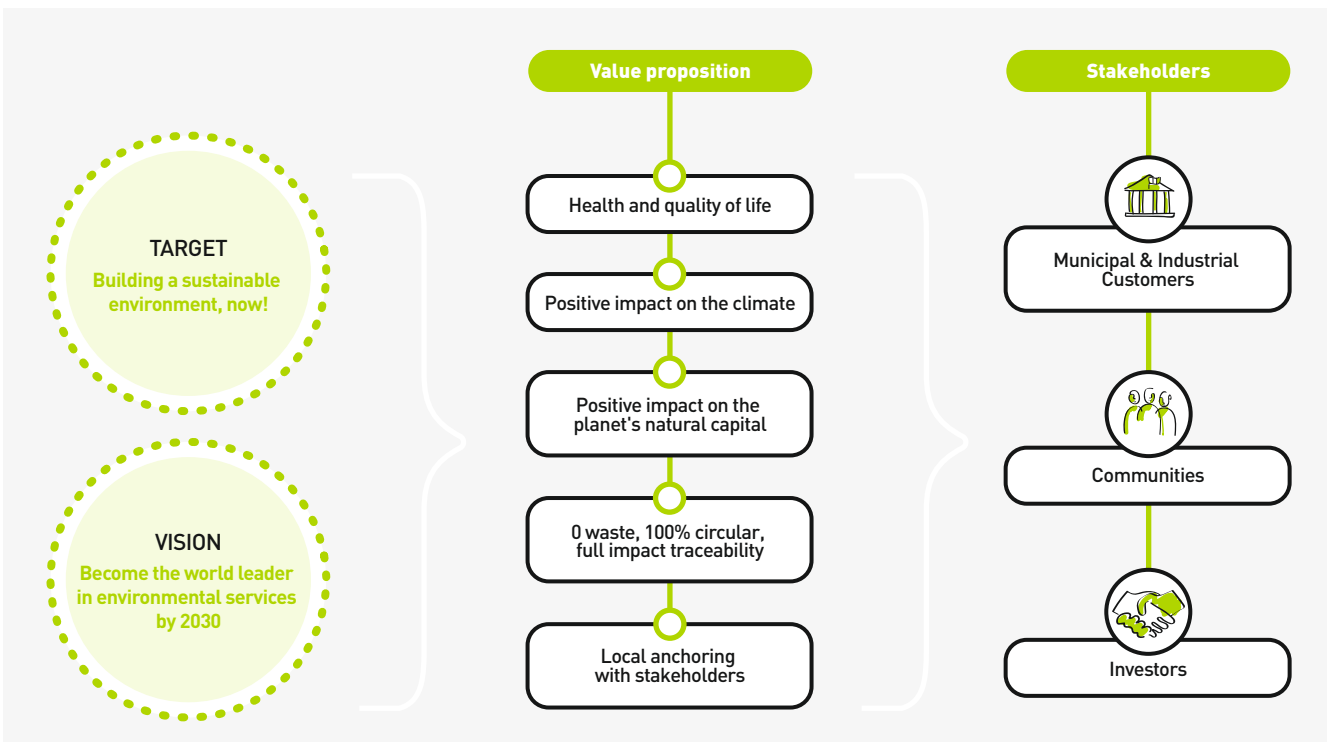 TARGET
Building a sustainable
environment, now!
VISION
Become the world leader
in environmental services
by 2030
Value proposition
Health and quality of life
Positive impact on the climate
Positive impact on the
planet's natural capital
0 waste, 100% circular,
full impact traceability
Local anchoring
with stakeholders
Stakeholders
Municipal & Industrial
Customers
Communities
Investors